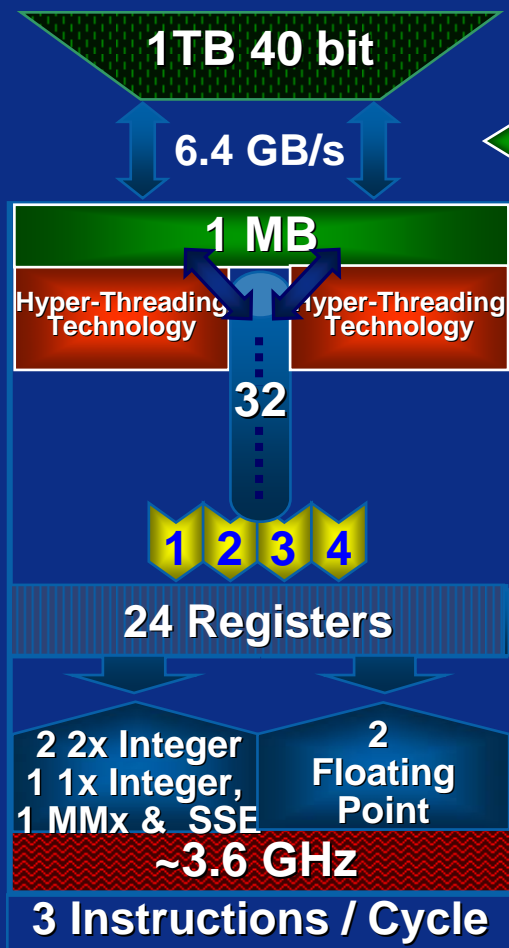 1TB 40 bit
6.4 GB/s
1 MB
Hyper-Threading
Technology
Hyper-Threading
Technology
32
1 2 3 4
24 Registers
2 2x Integer
1 1x Integer,
1 MMx & SSE
2
Floating
Point
~3.6 GHz
3 Instructions / Cycle